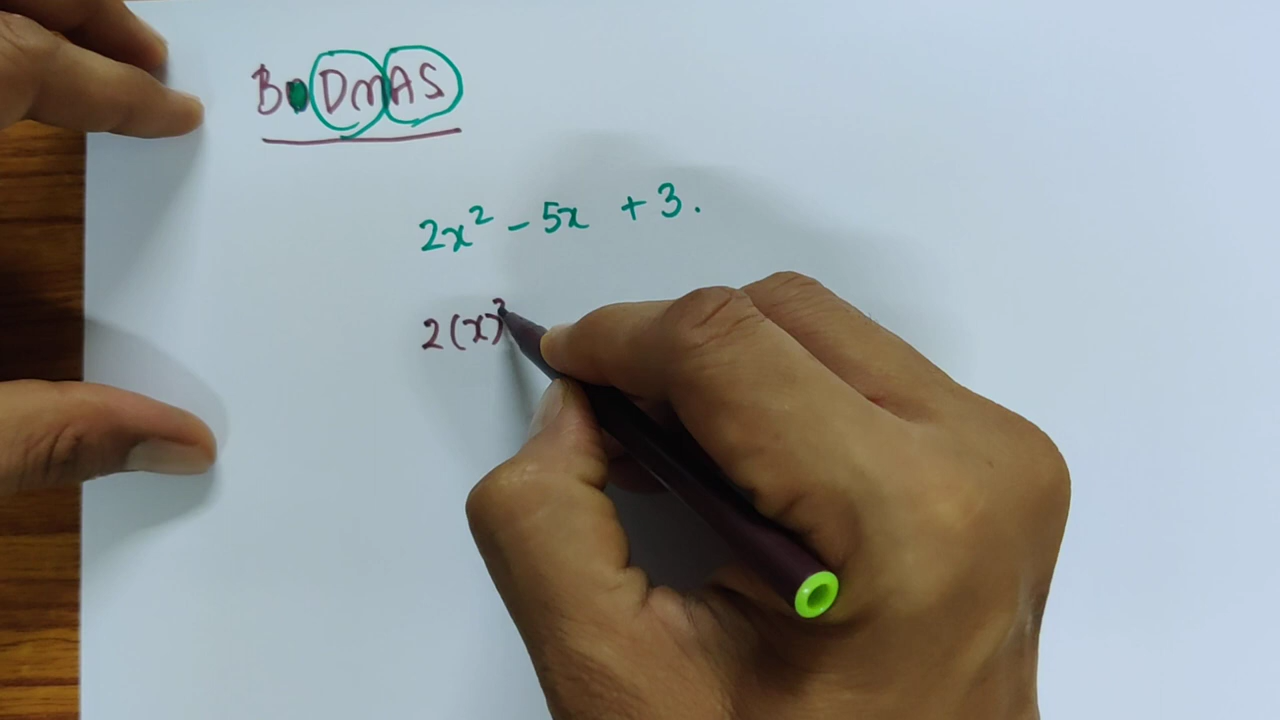 BODMAS
2x² - 5x + 3.
2(x)²